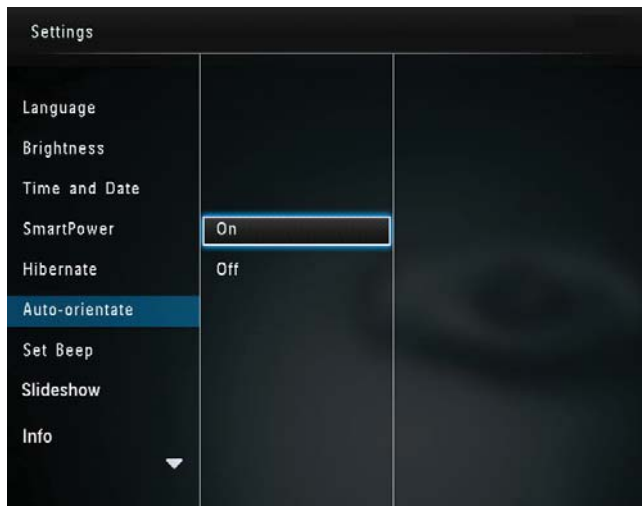 Settings
Language
Brightness
Time and Date
SmartPower
On
Hibernate
Off
Auto-orientate
Set Beep
Slideshow
Info